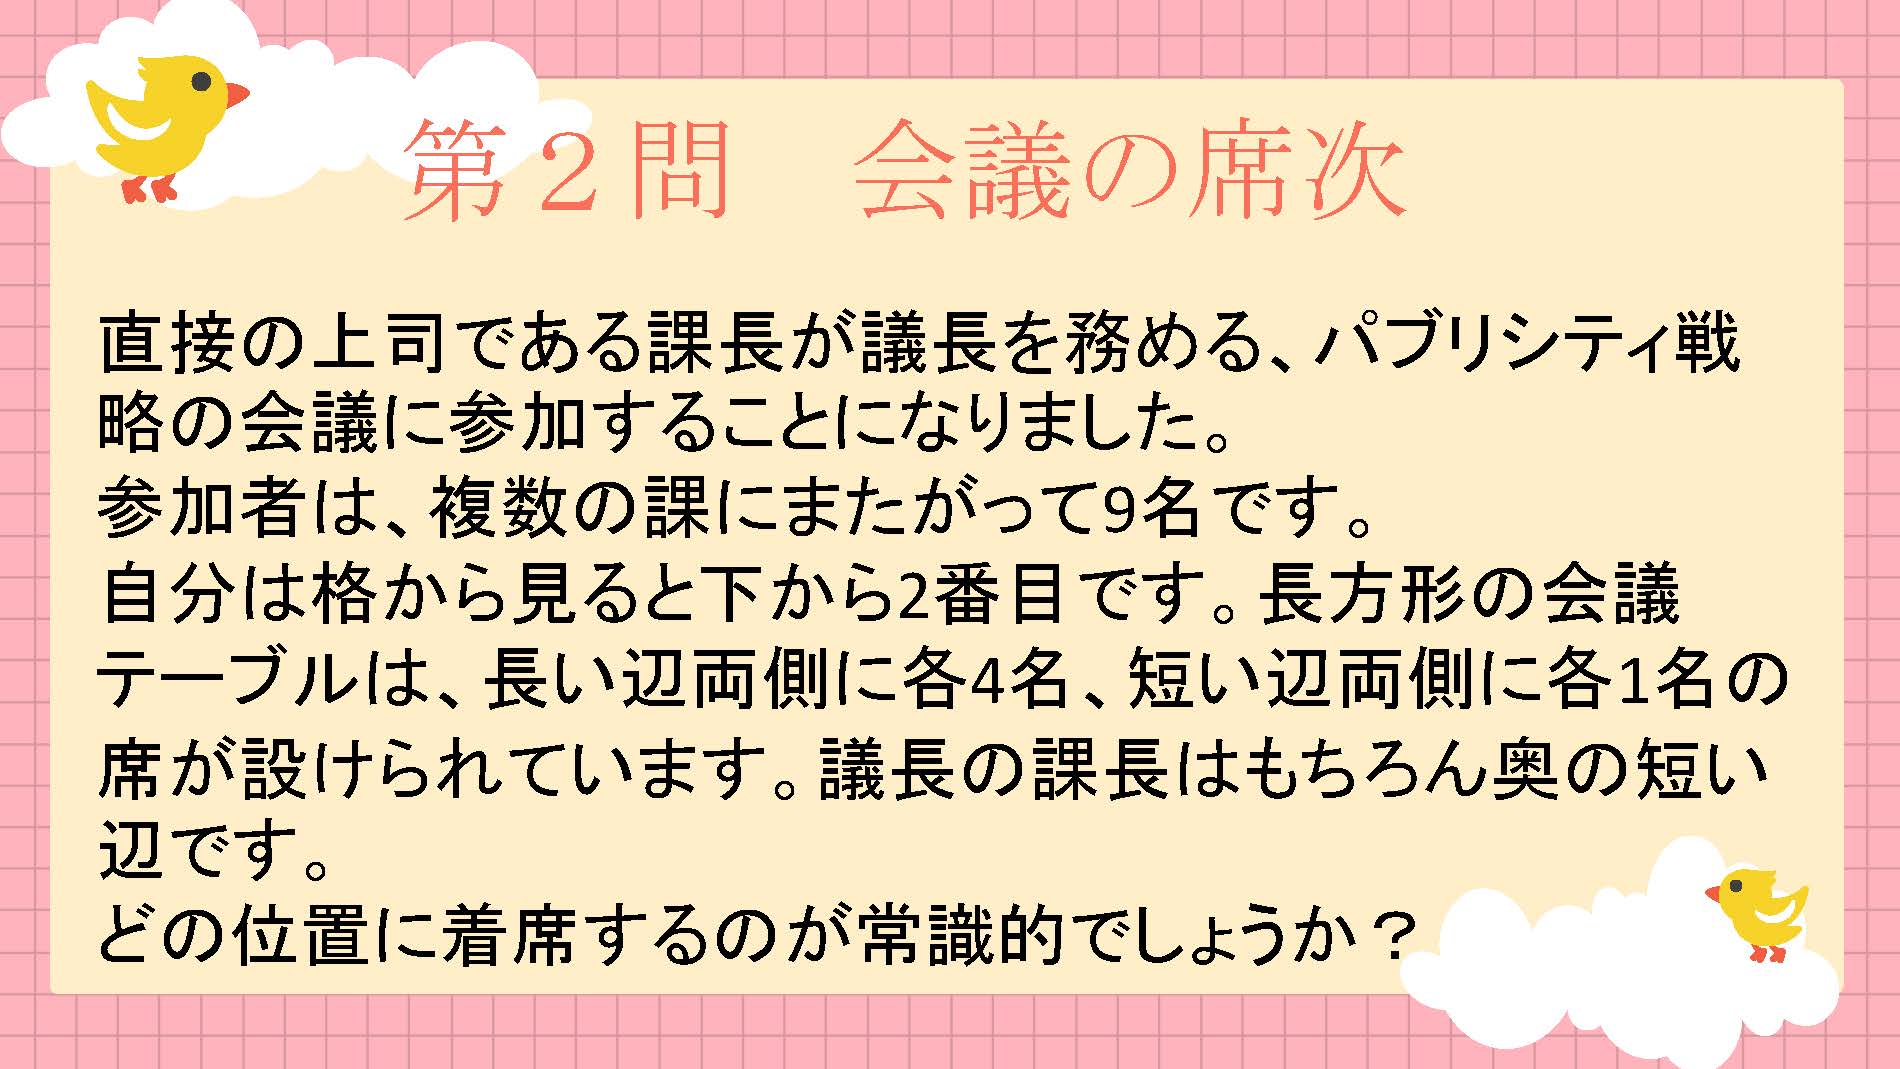 第２問　会議の席次
直接の上司である課長が議長を務める、パブリシティ戦
略の会議に参加することになりました。
参加者は、複数の課にまたがって9名です。
自分は格から見ると下から2番目です。長方形の会議
テーブルは、長い辺両側に各4名、短い辺両側に各1名の
席が設けられています。議長の課長はもちろん奥の短い
辺です。
どの位置に着席するのが常識的でしょうか？